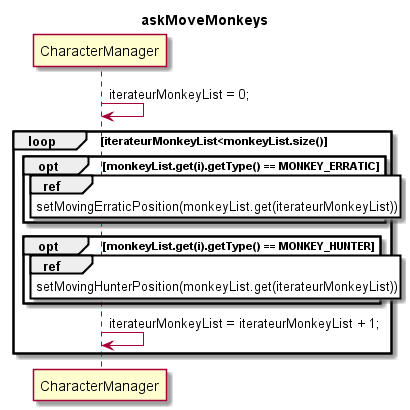 askMoveMonkeys
CharacterManager
iterateurMonkeyList = 0;
loop [iterateurMonkeyList<monkeyList.size()]
opt [monkeyList.get(i).getType() == MONKEY_ERRATIC]
ref
setMovingErraticPosition(monkeyList.get(iterateurMonkeyList))
opt [monkeyList.get(i).getType() == MONKEY_HUNTER]
ref
setMovingHunterPosition(monkeyList.get(iterateurMonkeyList))
iterateurMonkeyList = iterateurMonkeyList + 1;
CharacterManager